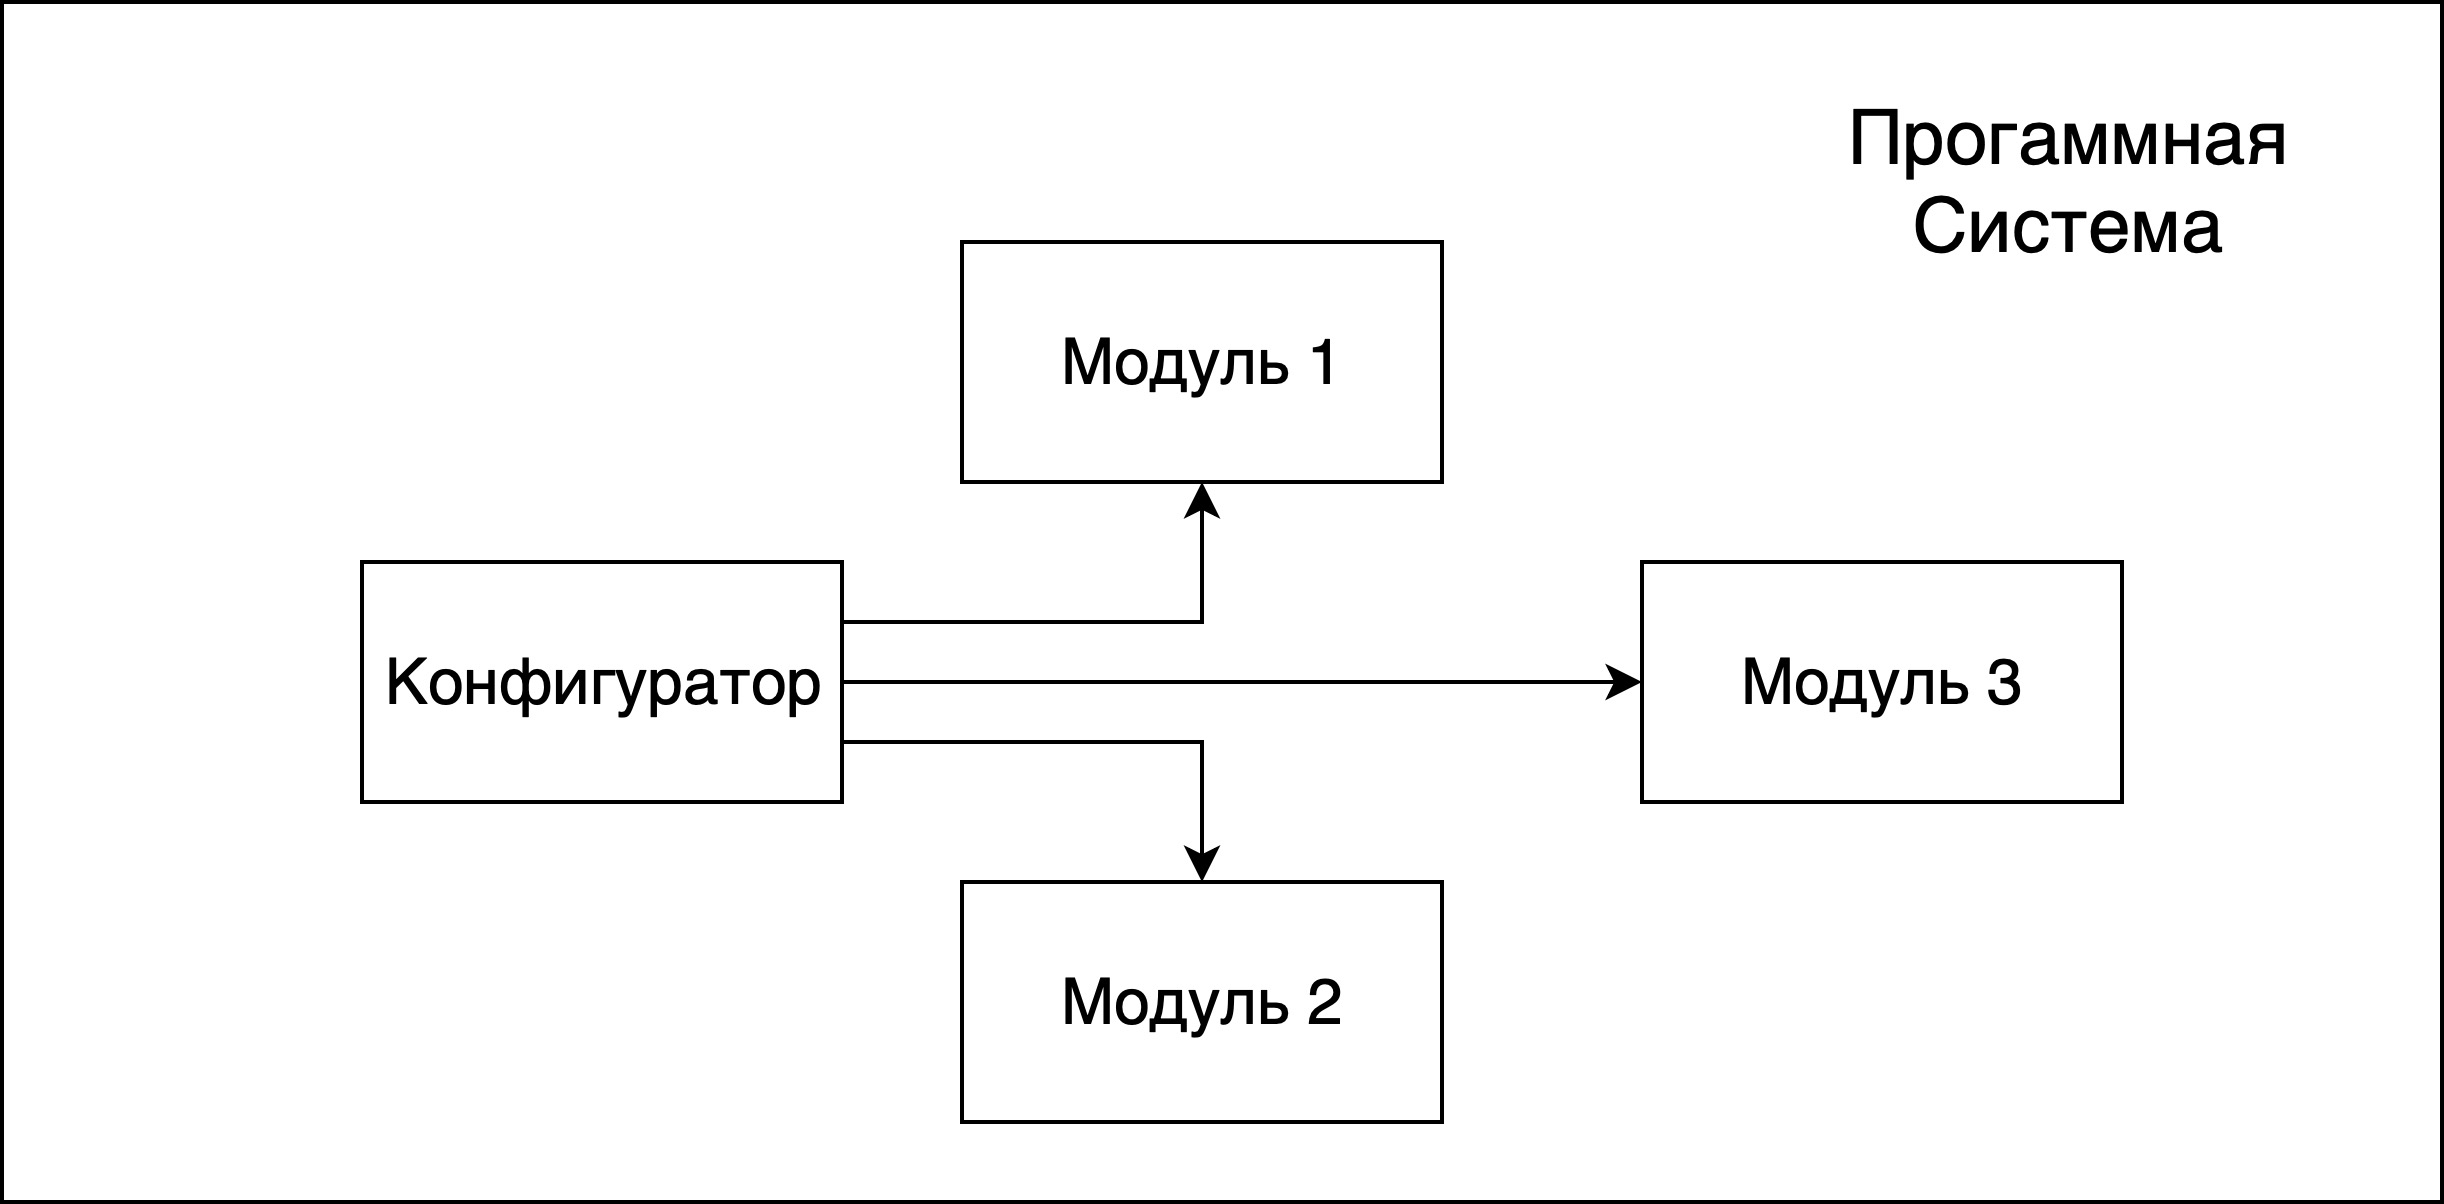 Прогаммная
Система
Модуль 1
Конфигуратор
Модуль 3
Модуль 2